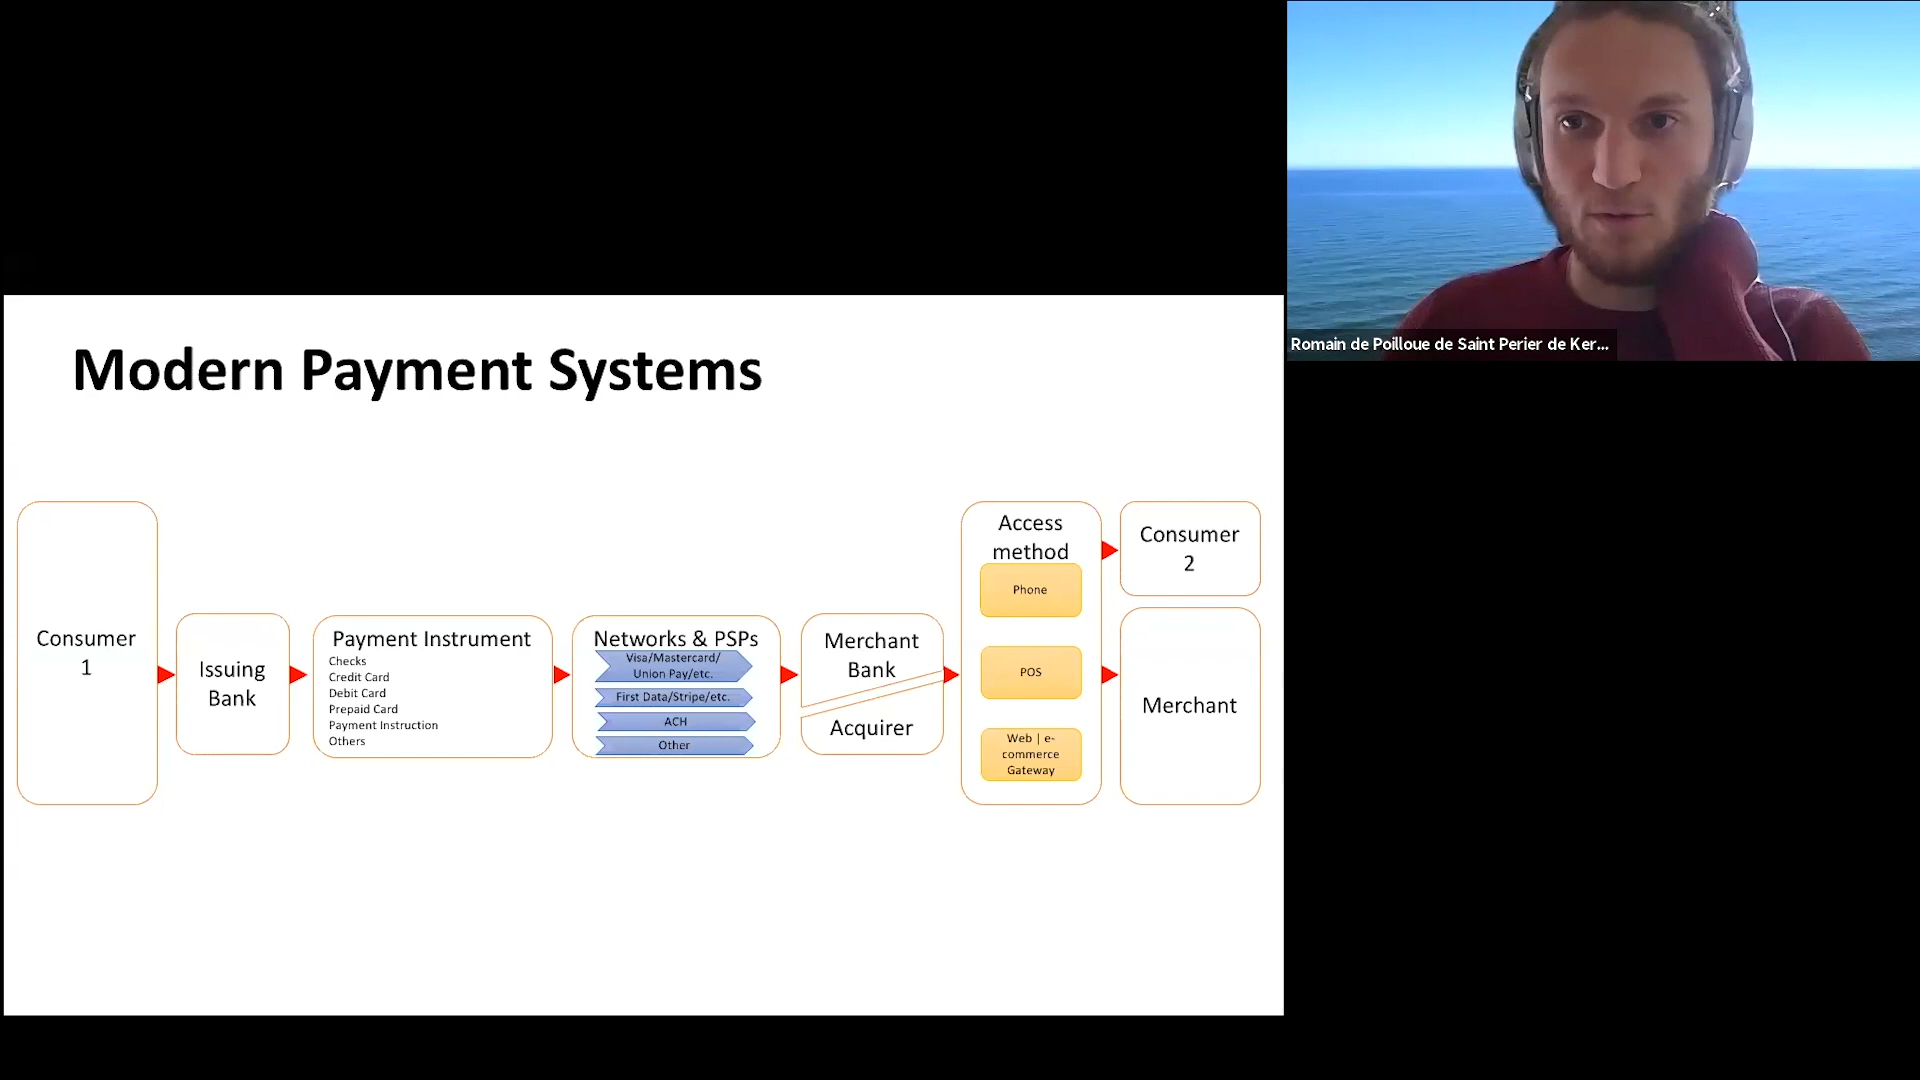 Modern Payment Systems
Consumer
1
Issuing
Bank
Payment Instrument
Checks
Credit Card
Debit Card
Prepaid Card
Payment Instruction
Others
Networks & PSPs
Visa/Mastercard/
Union Pay/etc.
First Data/Stripe/etc.
ACH
Other
Merchant
Bank
Acquirer
Access
method
Phone
POS
Web | e-
commerce
Gateway
Consumer
2
Merchant
Romain de Poilloue de Saint Perier de Ker...